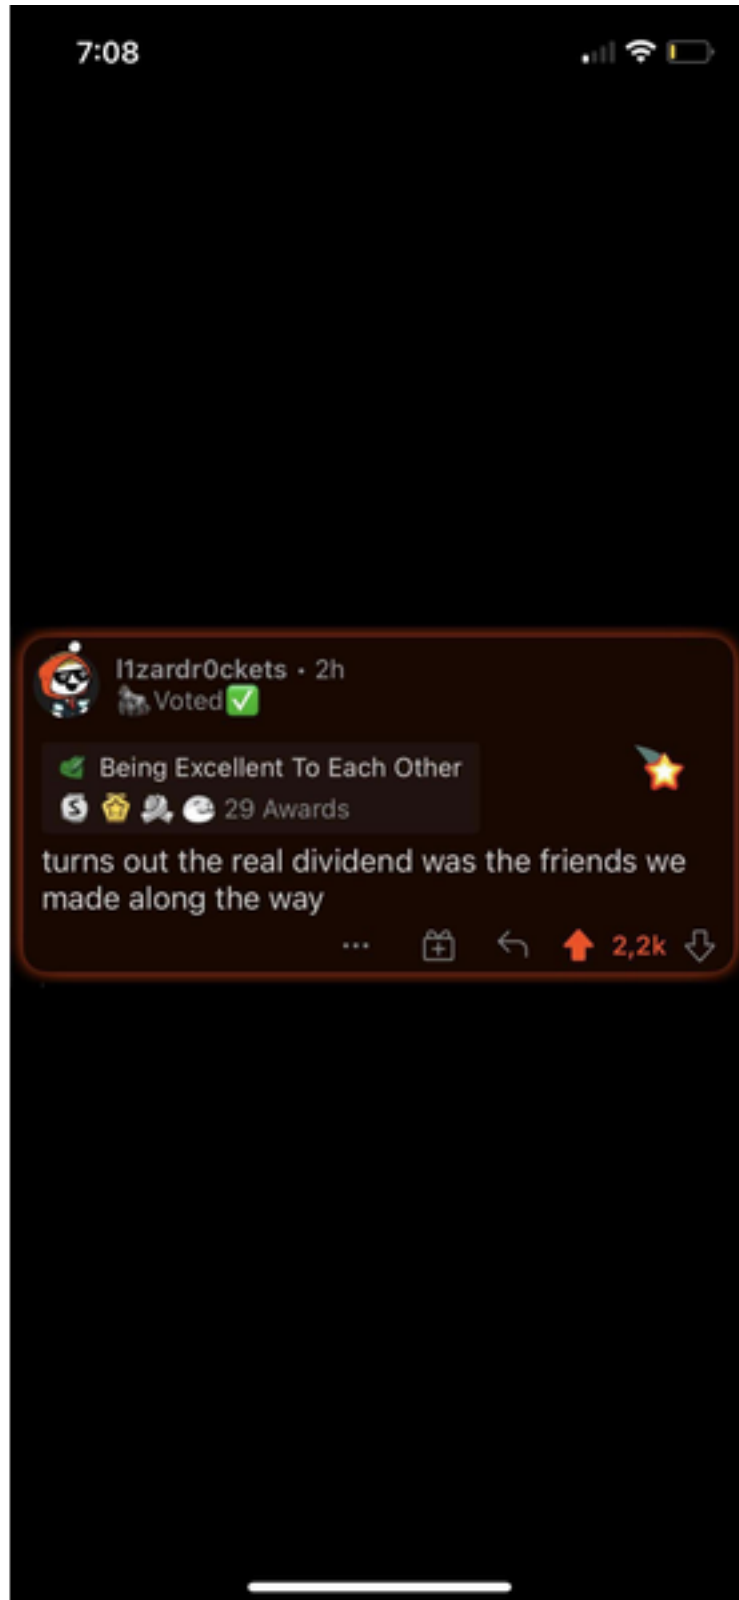 7:08
l1zardr0ckets · 2h
🦍Voted✅
Being Excellent To Each Other
29 Awards
turns out the real dividend was the friends we
made along the way
2,2k